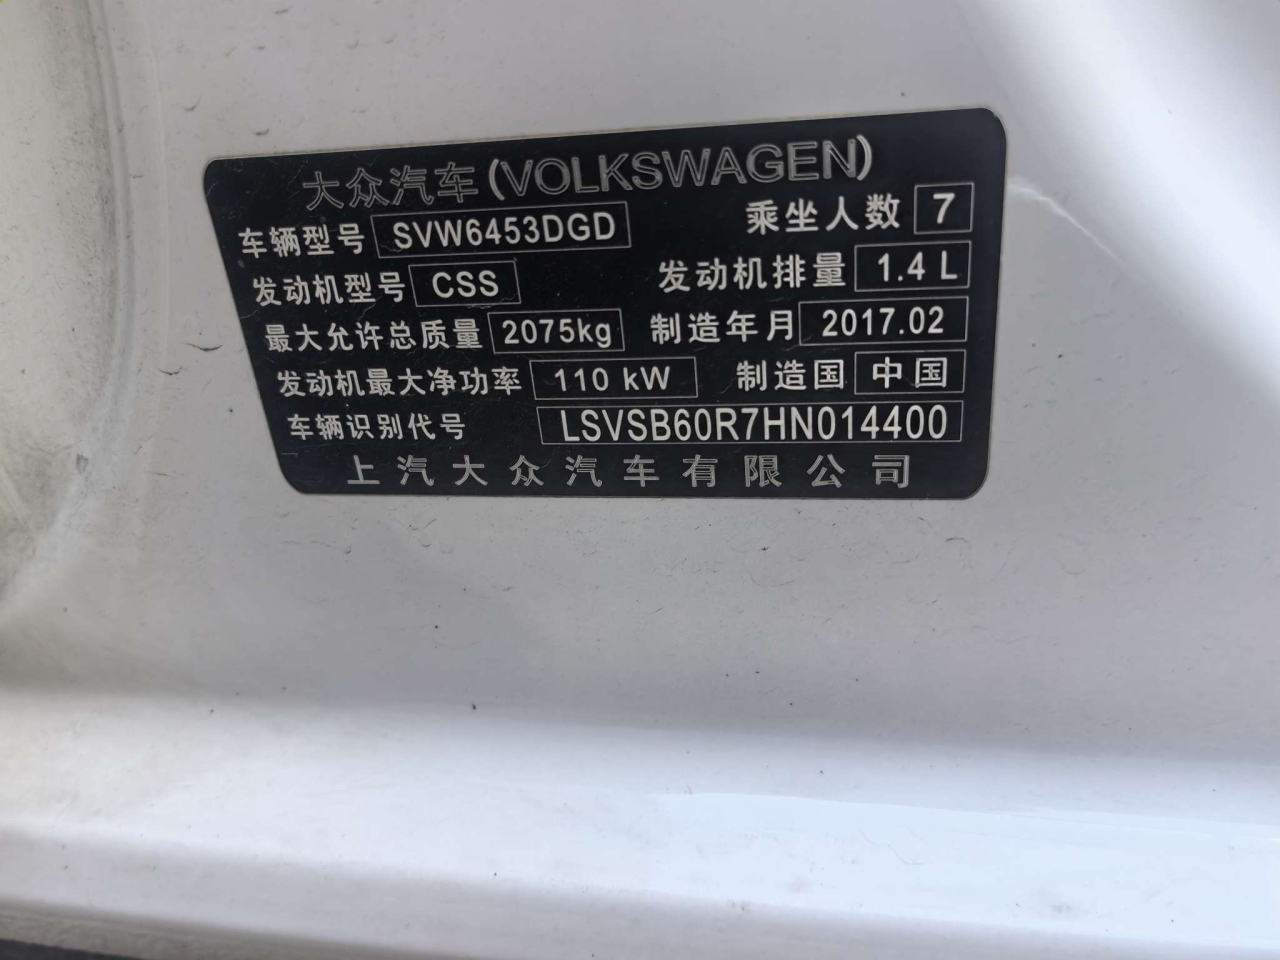 大众汽车(VOLKSWAGEN)
车辆型号 SVW6453DGD 乘坐人数 7
发动机型号 CSS 发动机排量 1.4 L
最大允许总质量 2075kg 制造年月 2017.02
发动机最大净功率 110 kW 制造国 中国
车辆识别代号 LSVSB60R7HN014400
上汽大众汽车有限公司